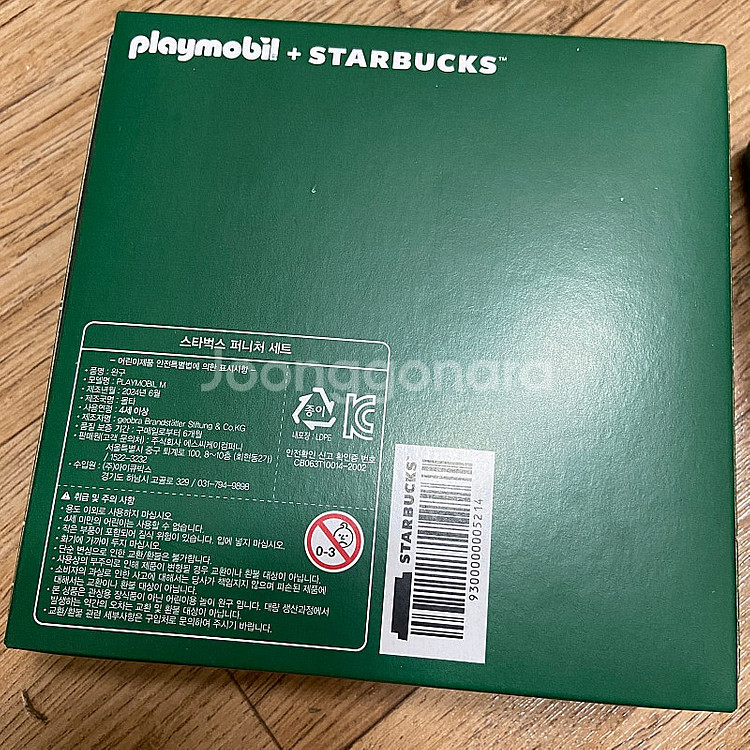 playmobil + STARBUCKS™
스타벅스 퍼니처 세트
- 어린이제품 안전특별법에 의한 표시사항 -
• 품명 : 완구
• 모델명 : PLAYMOBIL M
• 제조년월 : 2024년 6월
• 제조국명 : 몰타
• 사용연령 : 4세 이상
• 제조자명 : geobra Brandstätter Stiftung & Co.KG
• 품질 보증 기간 : 구매일로부터 6개월
• 판매원(고객 문의처) : 주식회사 에스씨케이컴퍼니
서울특별시 중구 퇴계로 100, 8~10층 (회현동2가)
/ 1522-3232
• 수입원 : (주)아이큐박스
경기도 하남시 고골로 329 / 031-794-9898
종이
내포장 : LDPE
안전확인 신고 확인증 번호
CB063T10014-2002
▲ 취급 및 주의 사항
• 용도 이외로 사용하지 마십시오.
• 4세 미만의 어린이는 사용할 수 없습니다.
• 작은 부품이 포함되어 질식 위험이 있습니다. 입에 넣지 마십시오.
• 화기에 가까이 두지 마십시오.
• 단순 변심으로 인한 교환/환불은 불가합니다.
• 사용상의 부주의로 인해 제품이 변형될 경우 교환이나 환불 대상이 아닙니다.
• 소비자의 과실로 인한 사고에 대해서는 당사가 책임지지 않으며 파손된 제품에
대해서는 교환이나 환불 대상이 아닙니다.
• 본 상품은 관상용 장식품이 아닌 어린이용 놀이 완구 입니다. 대량 생산과정에서
발생하는 약간의 오차는 교환 및 환불 대상이 아닙니다.
• 교환/환불 관련 세부사항은 구입처로 문의하여 주시기 바랍니다.
0-3
STARBUCKS
9300000005214
Joonggonara